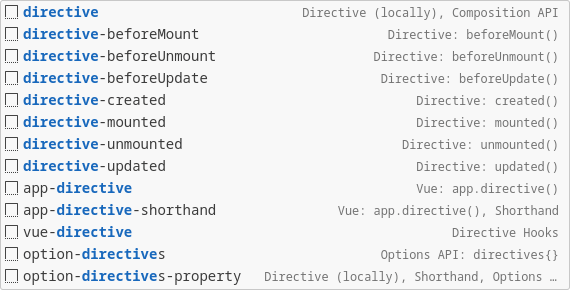 directive Directive (locally), Composition API
directive-beforeMount Directive: beforeMount()
directive-beforeUnmount Directive: beforeUnmount()
directive-beforeUpdate Directive: beforeUpdate()
directive-created Directive: created()
directive-mounted Directive: mounted()
directive-unmounted Directive: unmounted()
directive-updated Directive: updated()
app-directive Vue: app.directive()
app-directive-shorthand Vue: app.directive(), Shorthand
vue-directive Directive Hooks
option-directives Options API: directives{}
option-directives-property Directive (locally), Shorthand, Options …